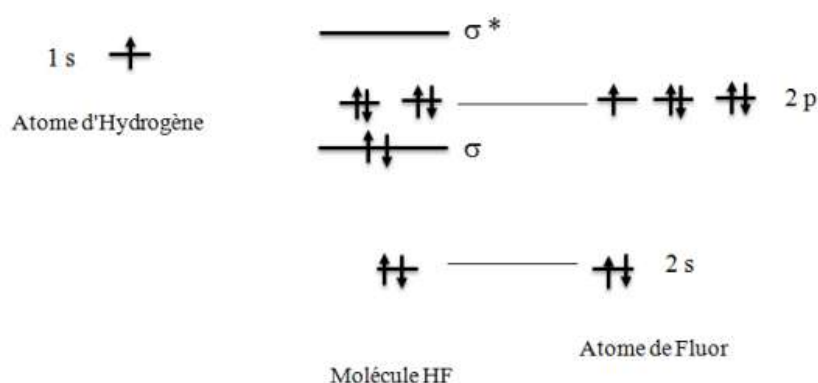 σ *
1 s
2 p
Atome d'Hydrogène
σ
2 s
Atome de Fluor
Molécule HF